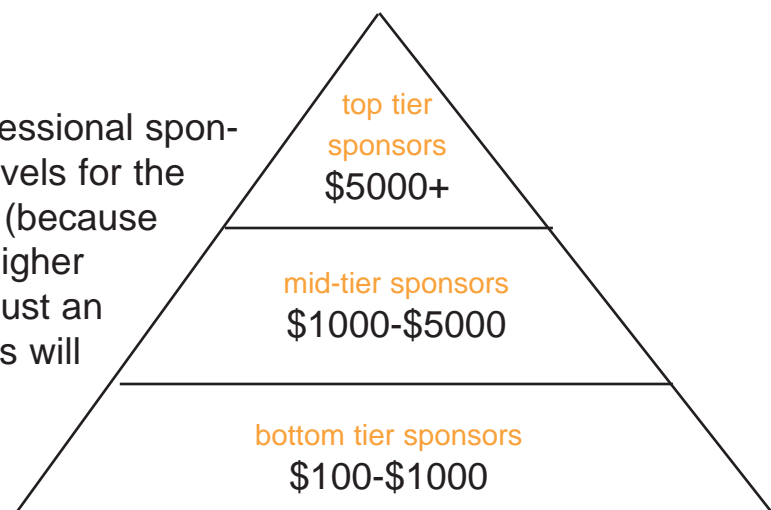 essional spon-
vels for the
(because
igher
ust an
s will
top tier
sponsors
$5000+
mid-tier sponsors
$1000-$5000
bottom tier sponsors
$100-$1000